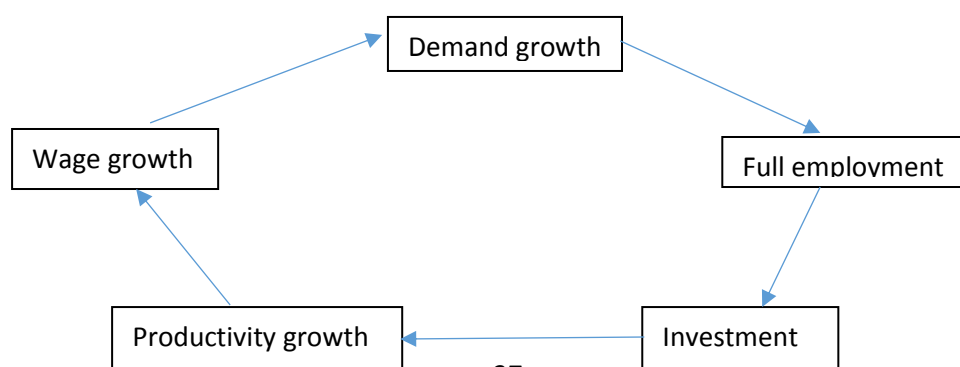 Demand growth
Wage growth
Full employment
Productivity growth
Investment